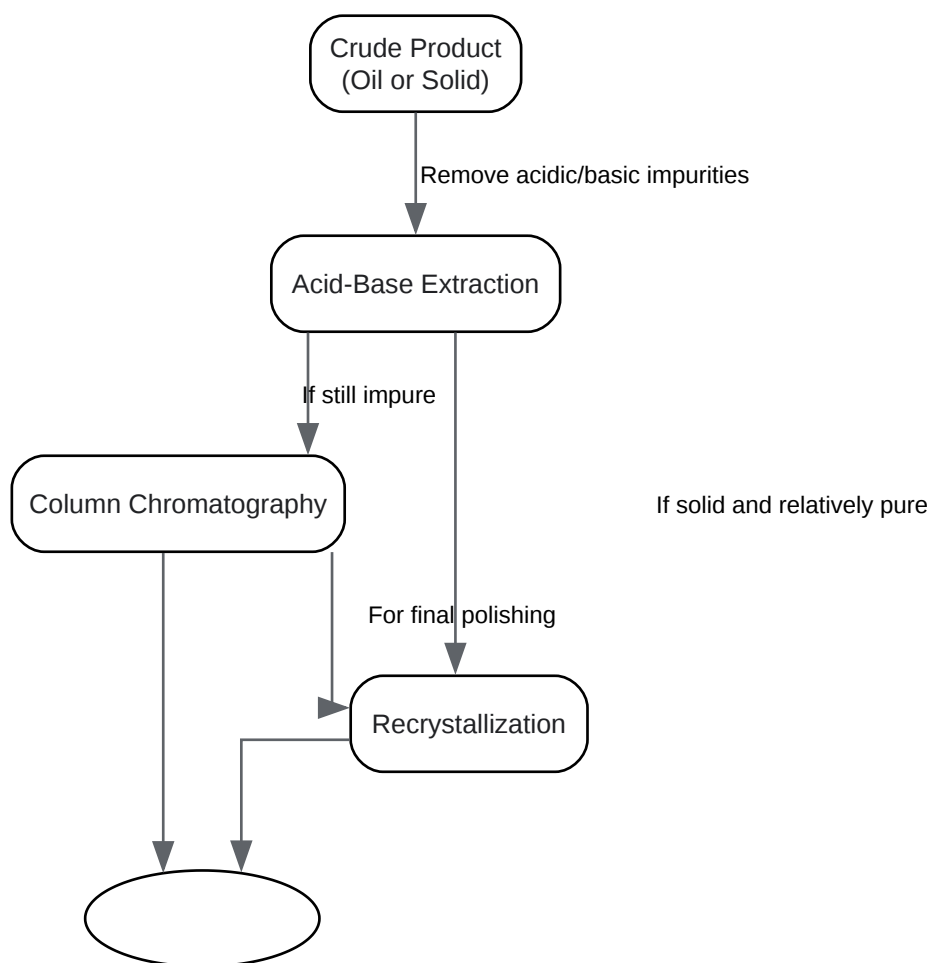 Crude Product
(Oil or Solid)
Remove acidic/basic impurities
Acid-Base Extraction
If still impure
Column Chromatography
If solid and relatively pure
For final polishing
Recrystallization